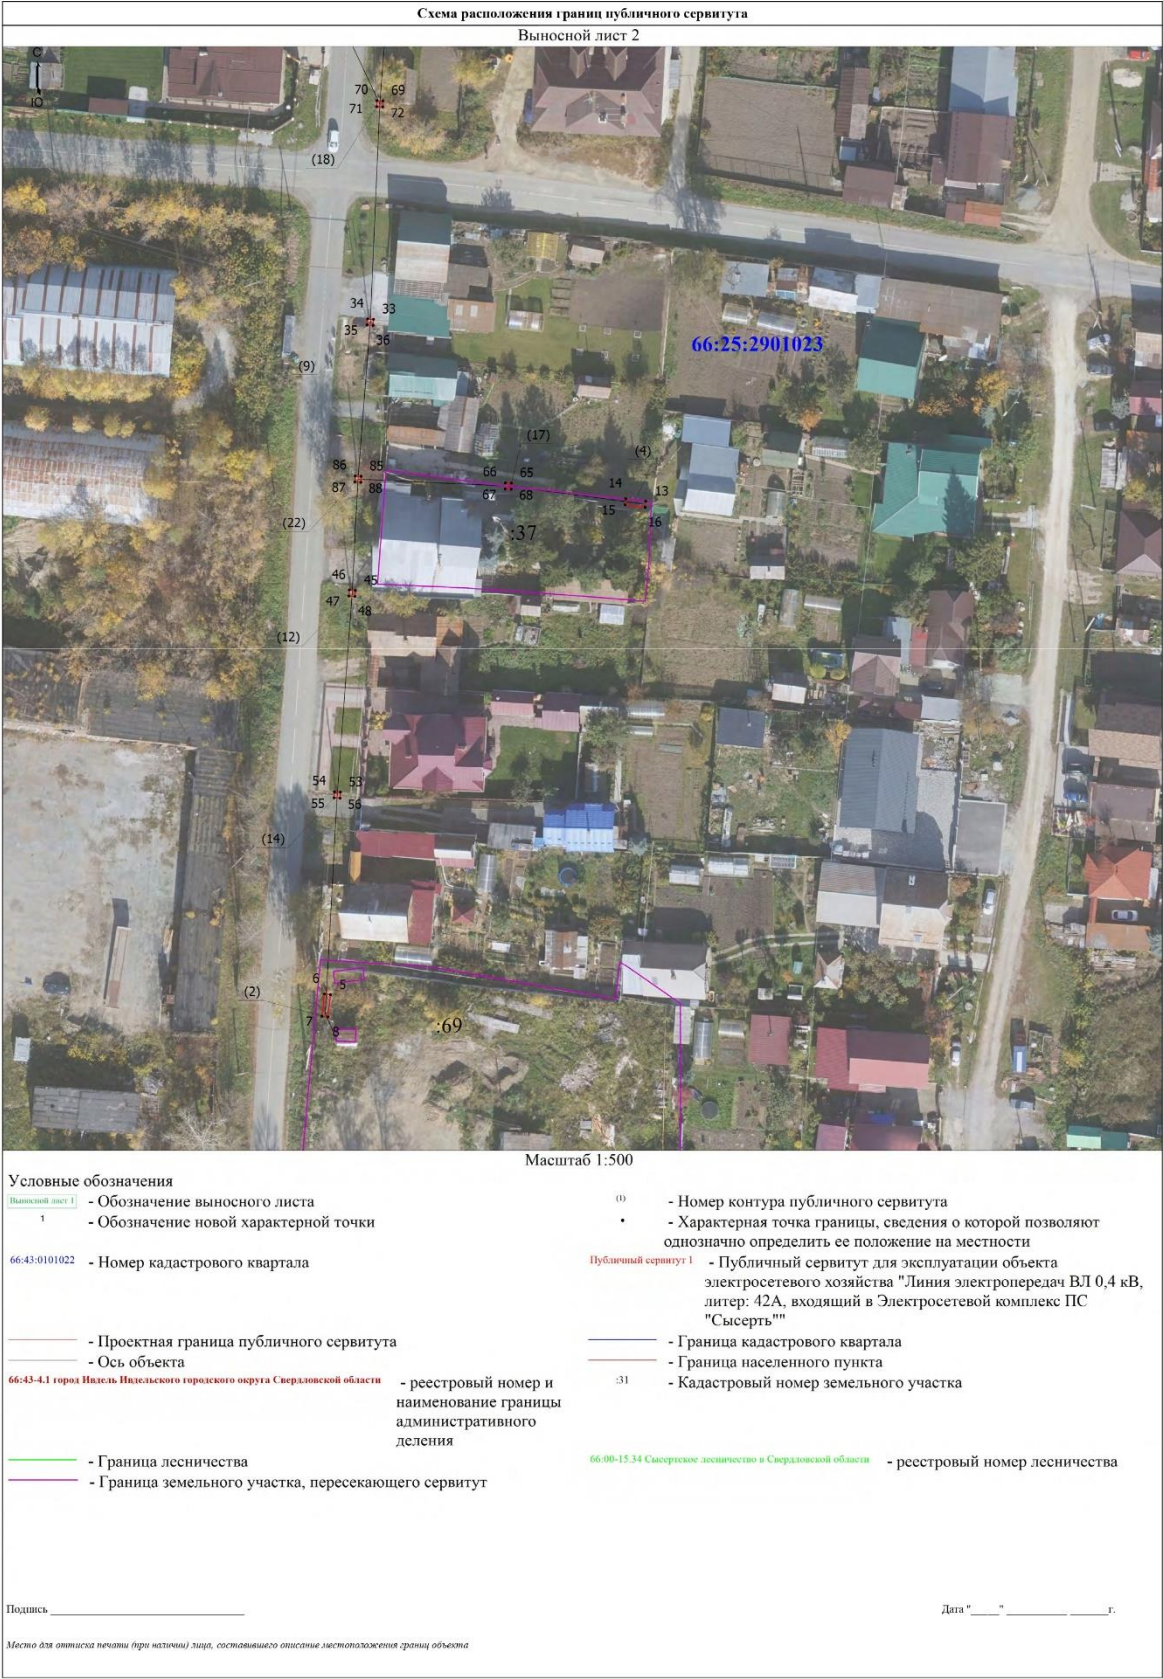 Схема расположения границ публичного сервитута
Выносной лист 2
С
Ю
70 69
71 72
(18)
34 33
35 36
66:25:2901023
(9)
(17)
(4)
86 85
66 65
14 13
87 88
67 68
15 16
(22)
:37
46 45
47 48
(12)
54 53
55 56
(14)
6 5
(2)
7 8
:69
Масштаб 1:500
Условные обозначения
Выносной лист 1 - Обозначение выносного листа
1 - Обозначение новой характерной точки
66:43:0101022 - Номер кадастрового квартала
- Проектная граница публичного сервитута
- Ось объекта
66:43-4.1 город Ивдель Ивдельского городского округа Свердловской области - реестровый номер и
наименование границы
административного
деления
- Граница лесничества
- Граница земельного участка, пересекающего сервитут
(1) - Номер контура публичного сервитута
- Характерная точка границы, сведения о которой позволяют
однозначно определить ее положение на местности
Публичный сервитут 1 - Публичный сервитут для эксплуатации объекта
электросетевого хозяйства "Линия электропередач ВЛ 0,4 кВ,
литер: 42А, входящий в Электросетевой комплекс ПС
"Сысерть""
- Граница кадастрового квартала
- Граница населенного пункта
:31 - Кадастровый номер земельного участка
66:00-15.34 Сысертское лесничество в Свердловской области - реестровый номер лесничества
Подпись ____________________
Дата "_____" ___________ _______г.
Место для оттиска печати (при наличии) лица, составившего описание местоположения границ объекта